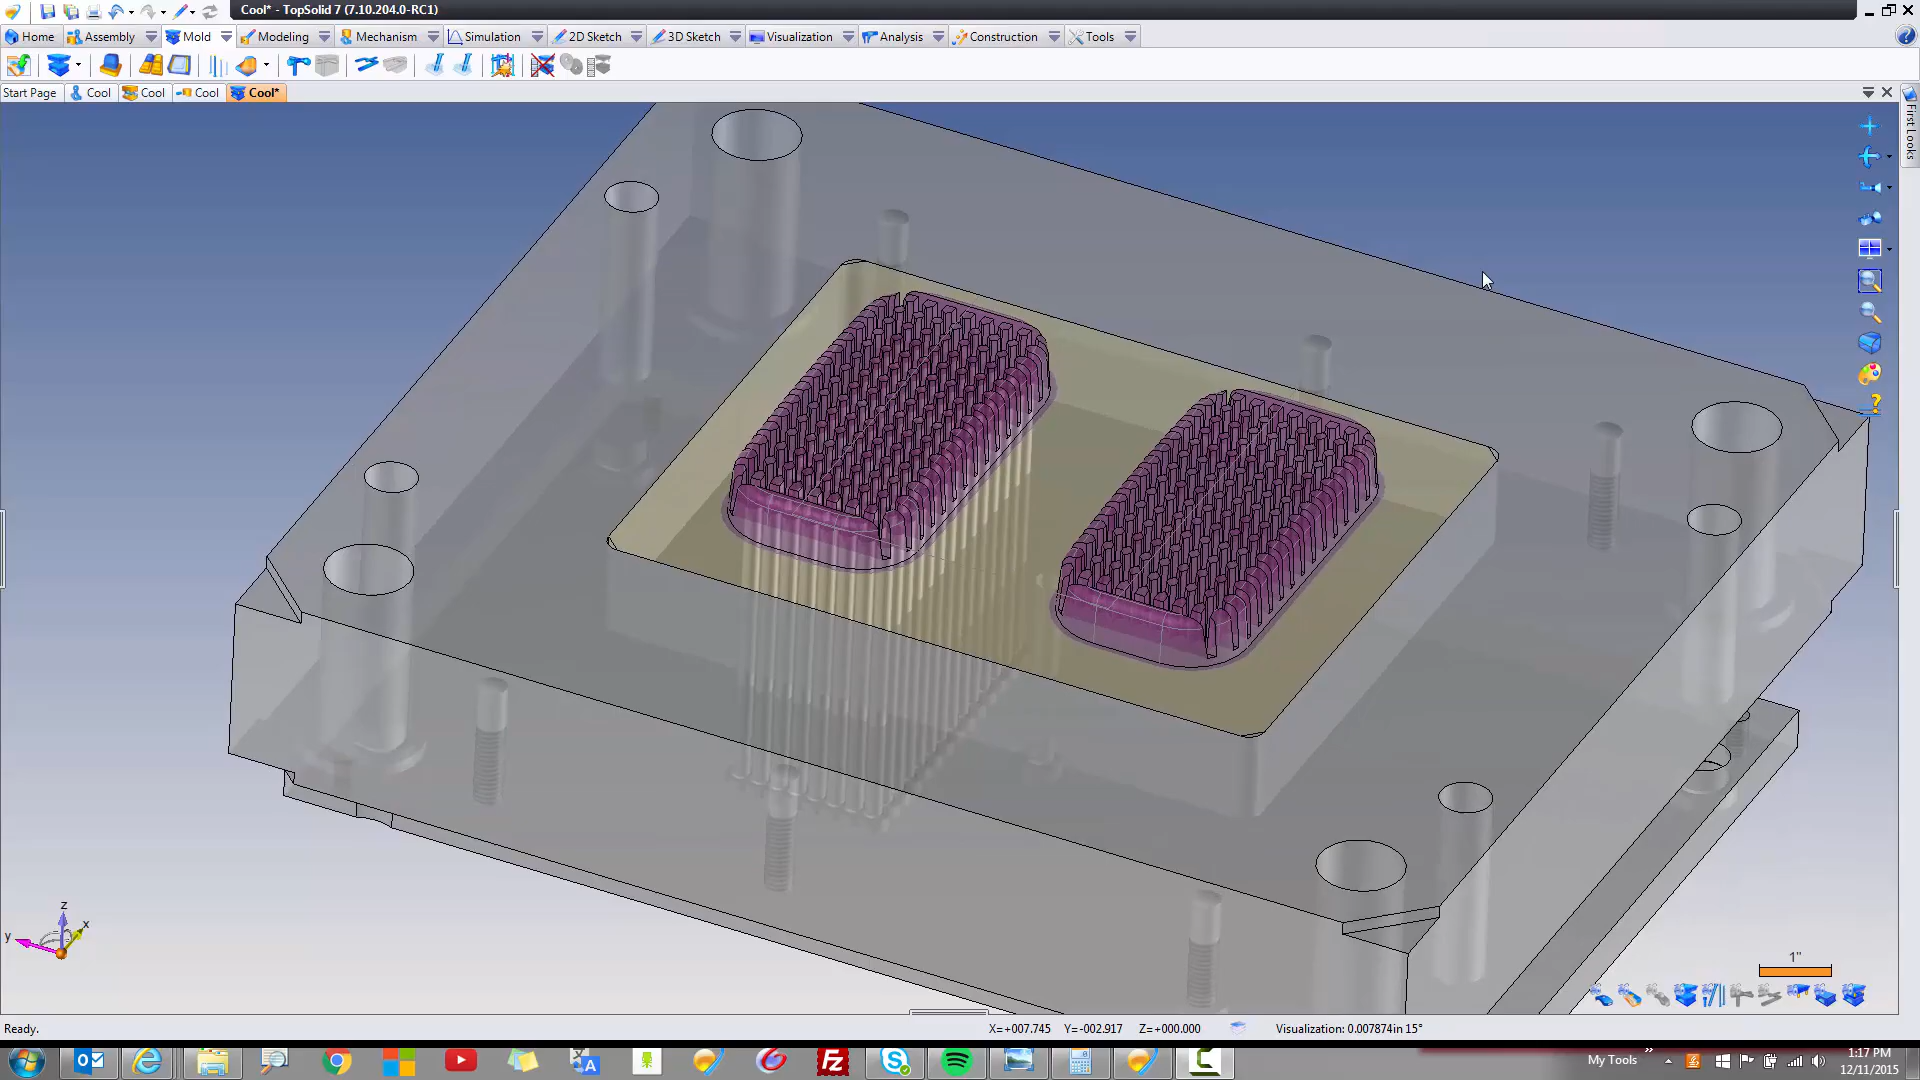 Cool* - TopSolid 7 (7.10.204.0-RC1)
Home Assembly Mold Modeling Mechanism Simulation 2D Sketch 3D Sketch Visualization Analysis Construction Tools
Start Page Cool Cool Cool Cool*
First Looks
z
x
y
1"
Ready. X=+007.745 Y=-002.917 Z=+000.000 Visualization: 0.007874in 15°
My Tools
1:17 PM
12/11/2015